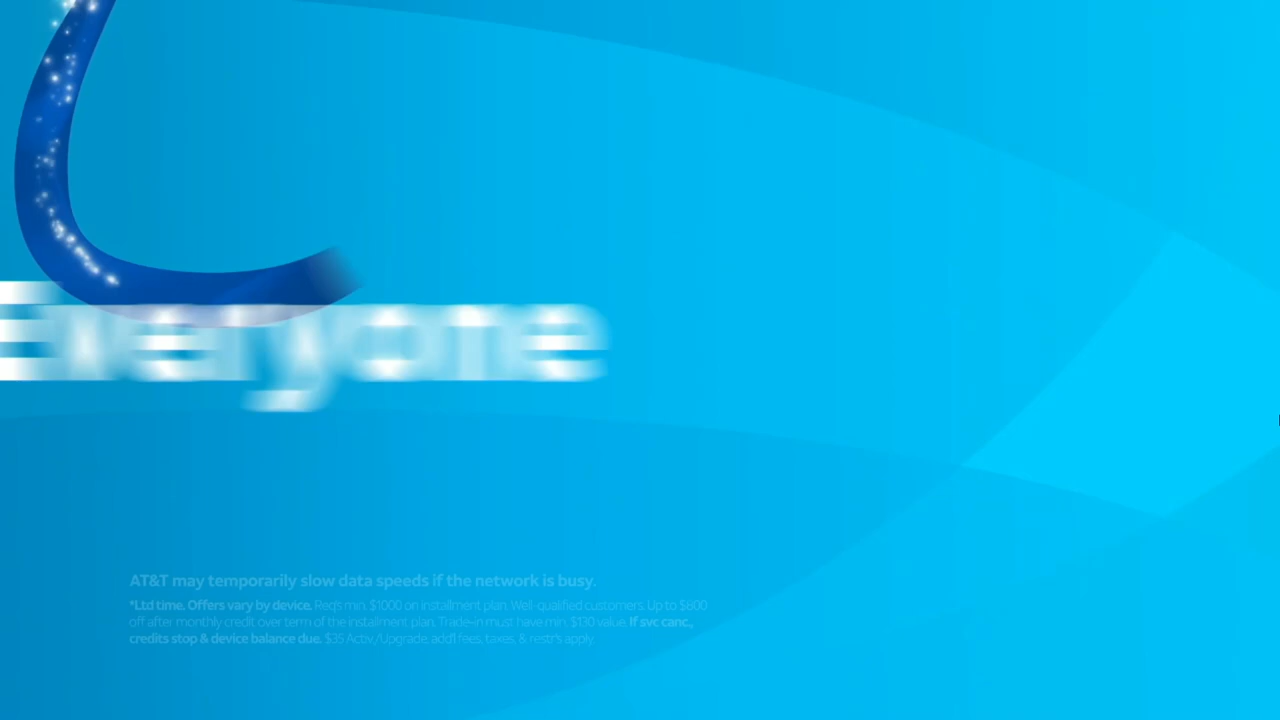 Everyone
AT&T may temporarily slow data speeds if the network is busy.
*Ltd time. Offers vary by device. Req's min. $1000 on installment plan. Well-qualified customers. Up to $800
off after monthly credit over term of the installment plan. Trade-in must have min. $130 value. If svc canc.,
credits stop & device balance due. $35 Activ./Upgrade, add'l fees, taxes, & restr's apply.